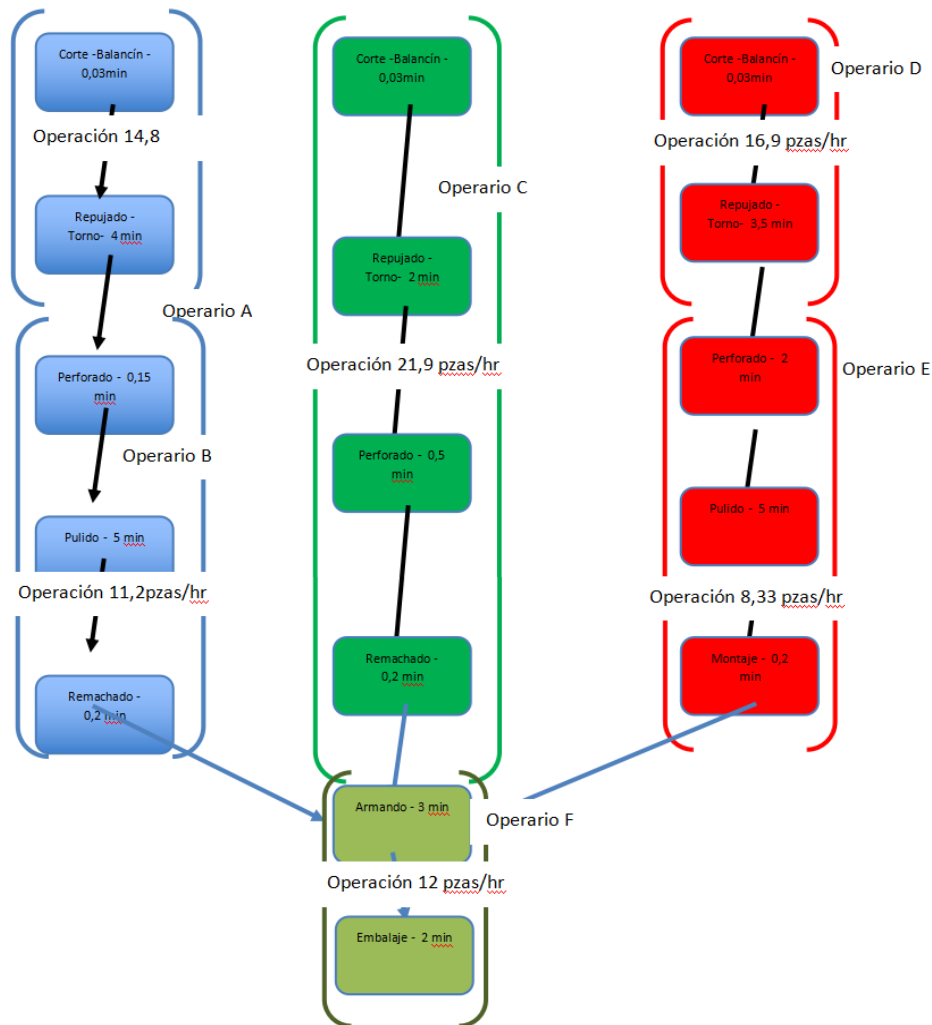 Corte -Balancín -
0,03min
Operación 14,8
Repujado -
Torno- 4 min
Operario A
Perforado - 0,15
min
Operario B
Pulido - 5 min
Operación 11,2pzas/hr
Remachado -
0,2 min
Corte -Balancín -
0,03min
Operario C
Repujado -
Torno- 2 min
Operación 21,9 pzas/hr
Perforado - 0,5
min
Remachado -
0,2 min
Corte -Balancín -
0,03min
Operario D
Operación 16,9 pzas/hr
Repujado -
Torno- 3,5 min
Perforado - 2
min
Operario E
Pulido - 5 min
Operación 8,33 pzas/hr
Montaje - 0,2
min
Armando - 3 min
Operario F
Operación 12 pzas/hr
Embalaje - 2 min